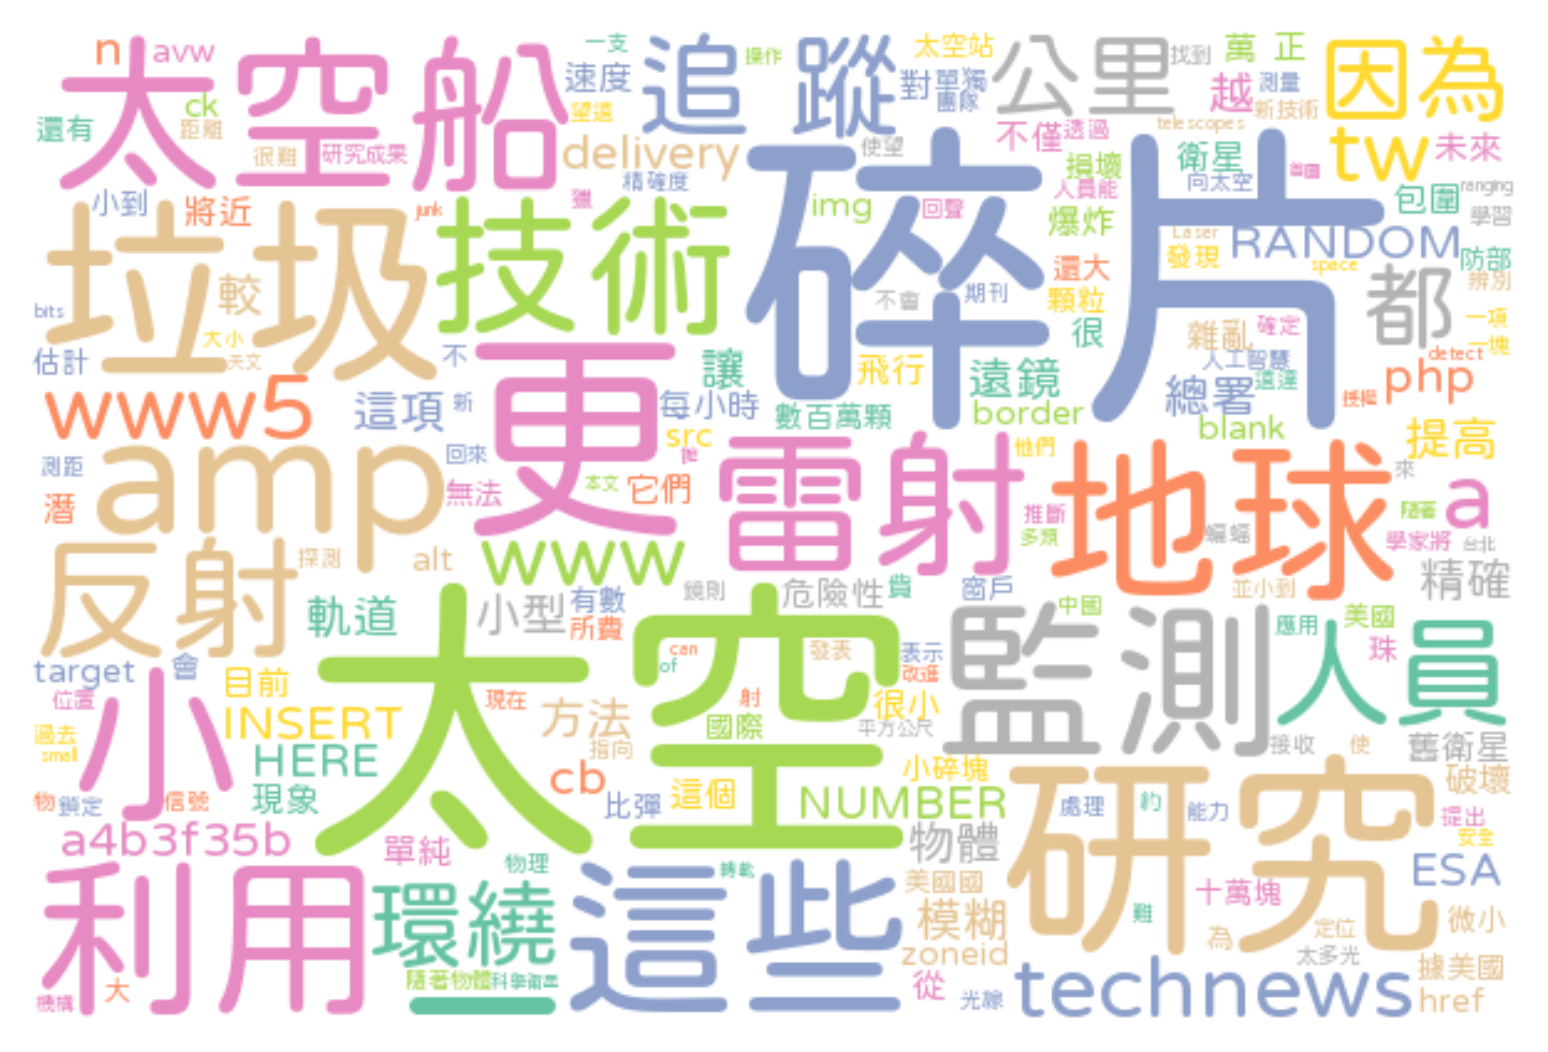 n avw 太空船 一支 追蹤 操作 太空站 公里 找到 萬 正 因為
還有 ck 距離 很難 研究成果 速度 望遠 delivery 對 單獨 團隊 不僅 透過 越 測量 新技術 telescopes tw 未來
小到 將近 junk 獵 精確度 使望 碎片 損壞 人員能 衛星 向太空 首圖 包圍 ranging 學習
垃圾 技術 img 回聲 爆炸 Laser 發現 RANDOM space 防部 辨別
bits 較 大小 天文 不會 期刊 還大 顆粒 很 雜亂 確定 都 一項 一塊
估計 不 讓 飛行 遠鏡 人工智慧 遠達 總署 detect 授權 php
www5 這項 新 更 每小時 數百萬顆 border blank 提高
測距 amp 回來 src 他 本文 它們 雷射 他們 地球 來
潛 無法 推斷 多類 蝙蝠 隨著 a 學家將 台北
反射 探測 alt www 鏡則 危險性 費 窗戶 並小到 精確
軌道 小型 有數 所費 太空 監測 中國 應用 美國
target 會 can of 發表 表示 改進 珠 人員
位置 小 目前 現在 方法 射 很小
過去 small INSERT 指向 國際 平方公尺 接收 使 舊衛星
物 鎖定 信號 HERE 現象 cb 比彈 這個 小碎塊 NUMBER 研究 處理 約 能力 破壞 提出 安全
a4b3f35b 單純 物理 轉載 物體 ESA
利用 環繞 這些 美國國 模糊 難 十萬塊 為 定位 微小
機構 大 隨著物體 科學衛星 一 zoneid 從 光線 technews 太多光 據美國 href